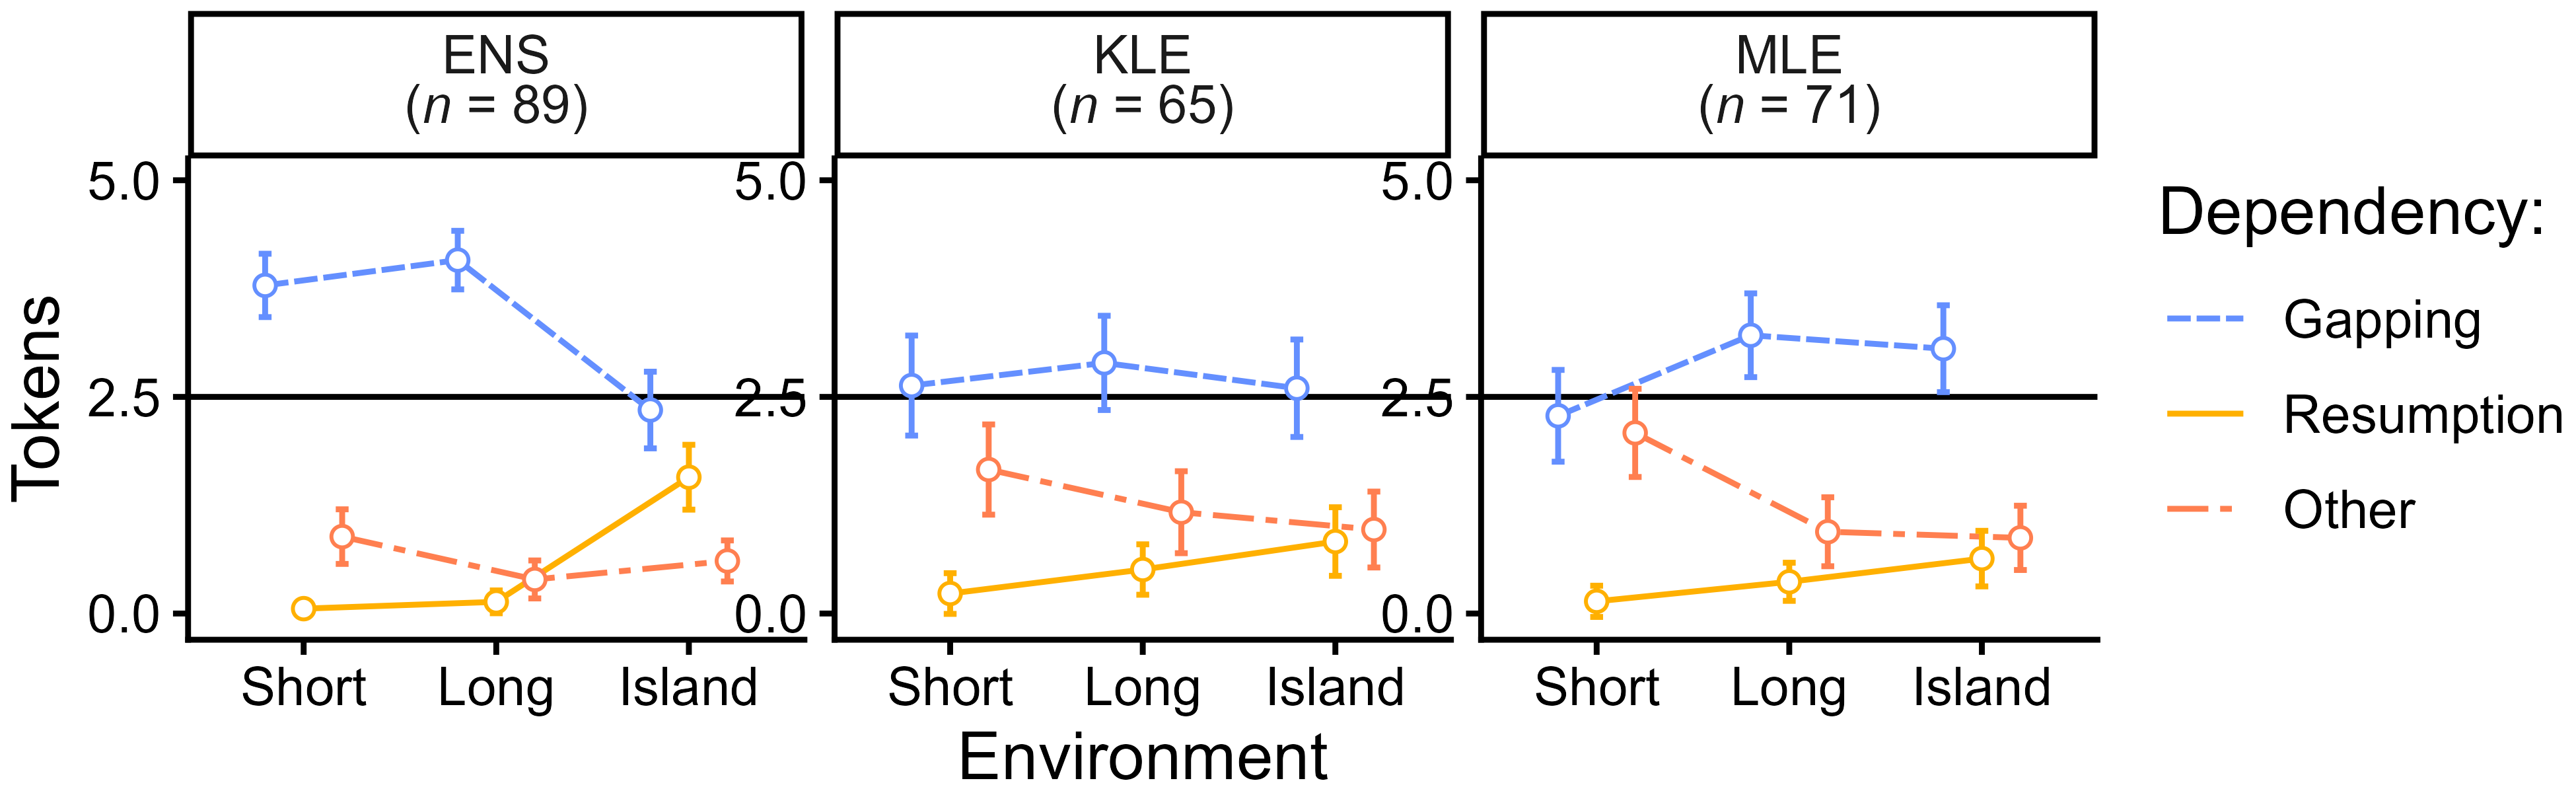 ENS
(n = 89)
KLE
(n = 65)
MLE
(n = 71)
Tokens
5.0
2.5
0.0
5.0
2.5
0.0
5.0
2.5
0.0
Short Long Island
Short Long Island
Short Long Island
Environment
Dependency:
Gapping
Resumption
Other